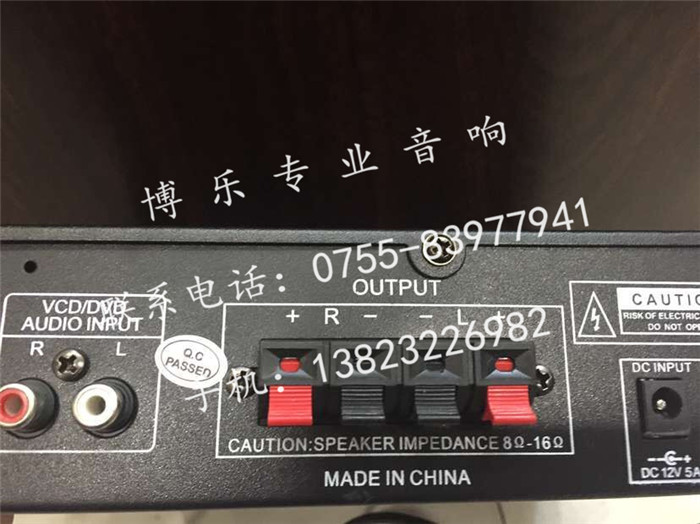 博乐专业音响
联系电话：0755-83977941
手机：13823226982
OUTPUT
VCD/DVD
AUDIO INPUT
R L
Q.C
PASSED
+ R − − L +
CAUTION:SPEAKER IMPEDANCE 8Ω-16Ω
MADE IN CHINA
CAUTIO
RISK OF ELECTRIC
DO NOT OP
DC INPUT
− +
DC 12V 5A